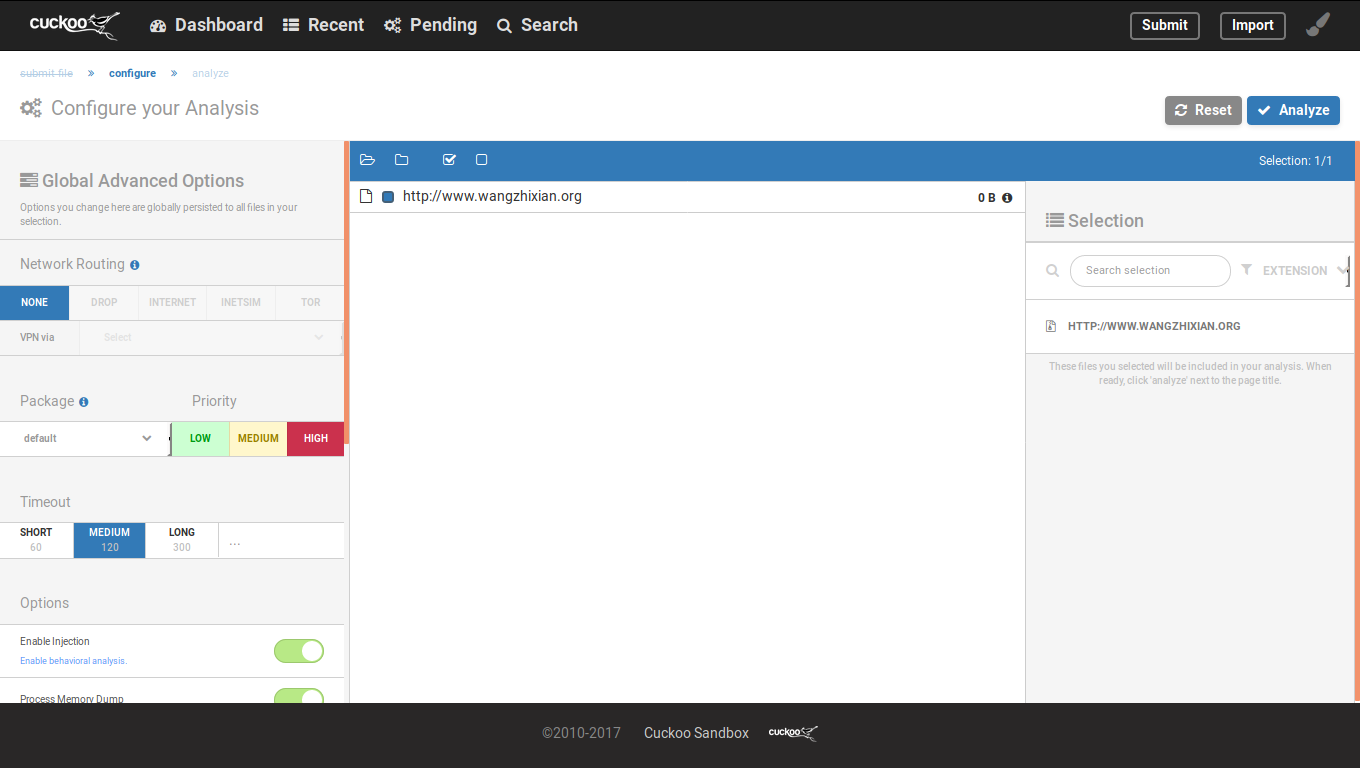 cuckoo Dashboard Recent Pending Search Submit Import
submit file » configure » analyze
Configure your Analysis Reset Analyze
Selection: 1/1
Global Advanced Options
Options you change here are globally persisted to all files in your
selection.
Network Routing
NONE DROP INTERNET INETSIM TOR
VPN via Select
Package Priority
default LOW MEDIUM HIGH
Timeout
SHORT MEDIUM LONG
60 120 300 ...
Options
Enable Injection
Enable behavioral analysis.
Process Memory Dump
http://www.wangzhixian.org 0 B
Selection
Search selection EXTENSION
HTTP://WWW.WANGZHIXIAN.ORG
These files you selected will be included in your analysis. When
ready, click 'analyze' next to the page title.
©2010-2017 Cuckoo Sandbox cuckoo